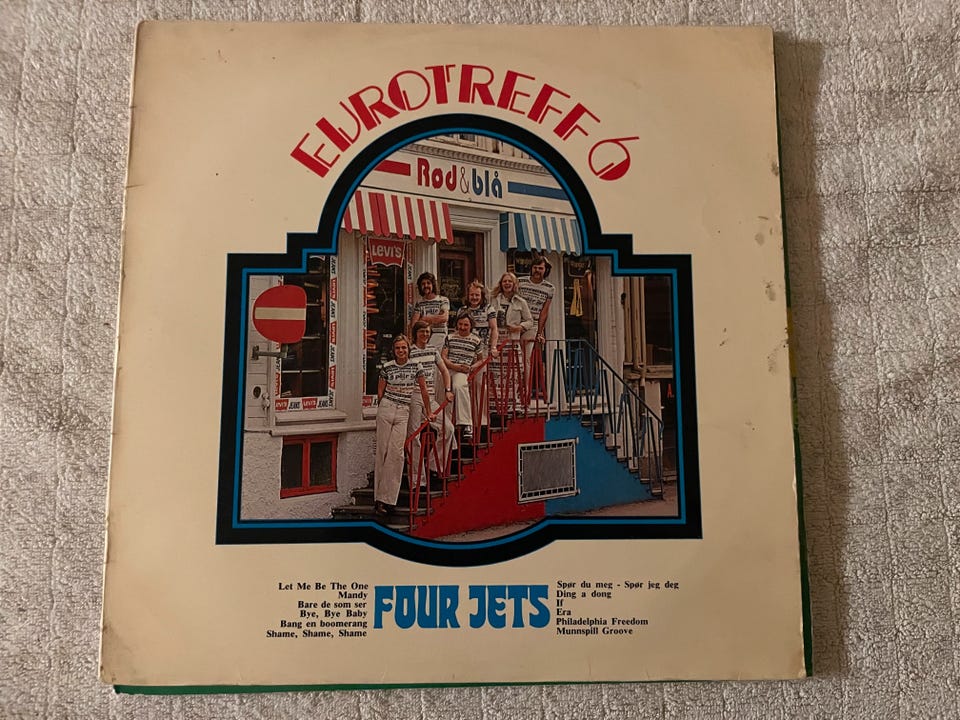 EUROTREFF 6
Rød & blå
LEVI'S
Let Me Be The One
Mandy
Bare de som ser
Bye, Bye Baby
Bang en boomerang
Shame, Shame, Shame
FOUR JETS
Spør du meg - Spør jeg deg
Ding a dong
If
Era
Philadelphia Freedom
Munnspill Groove